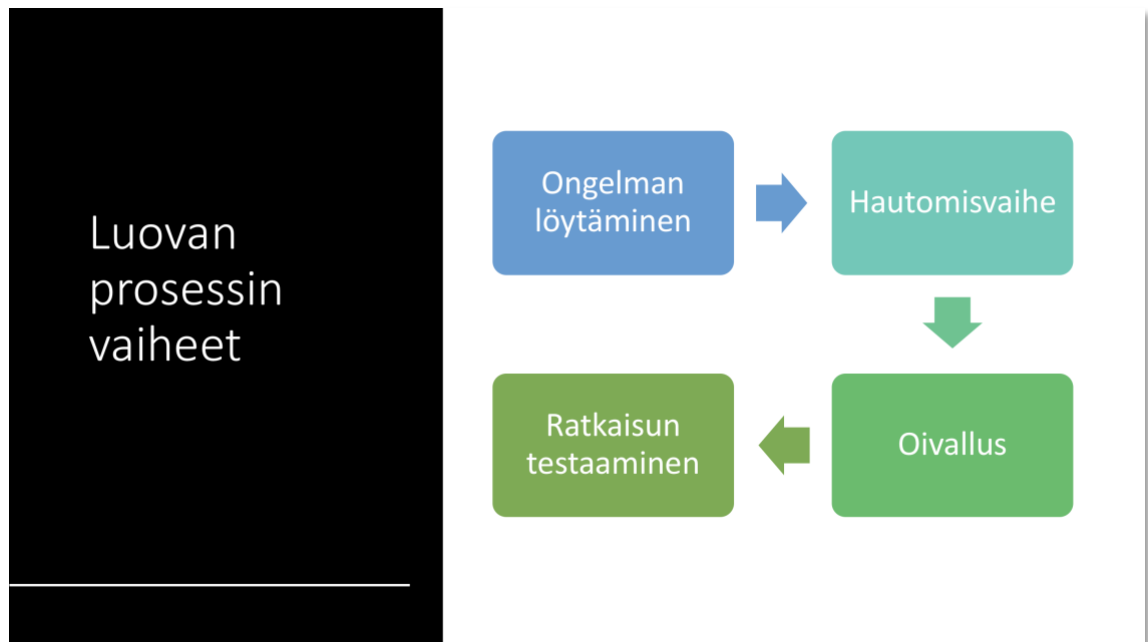 Luovan
prosessin
vaiheet
Ongelman
löytäminen
Hautomisvaihe
Oivallus
Ratkaisun
testaaminen